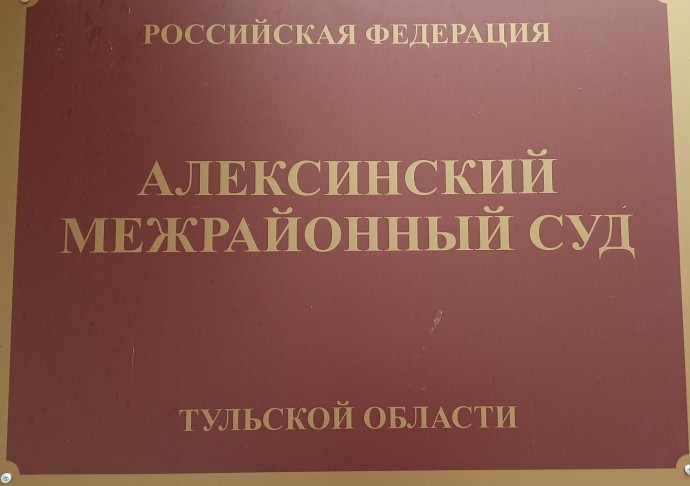 РОССИЙСКАЯ ФЕДЕРАЦИЯ
АЛЕКСИНСКИЙ
МЕЖРАЙОННЫЙ СУД
ТУЛЬСКОЙ ОБЛАСТИ